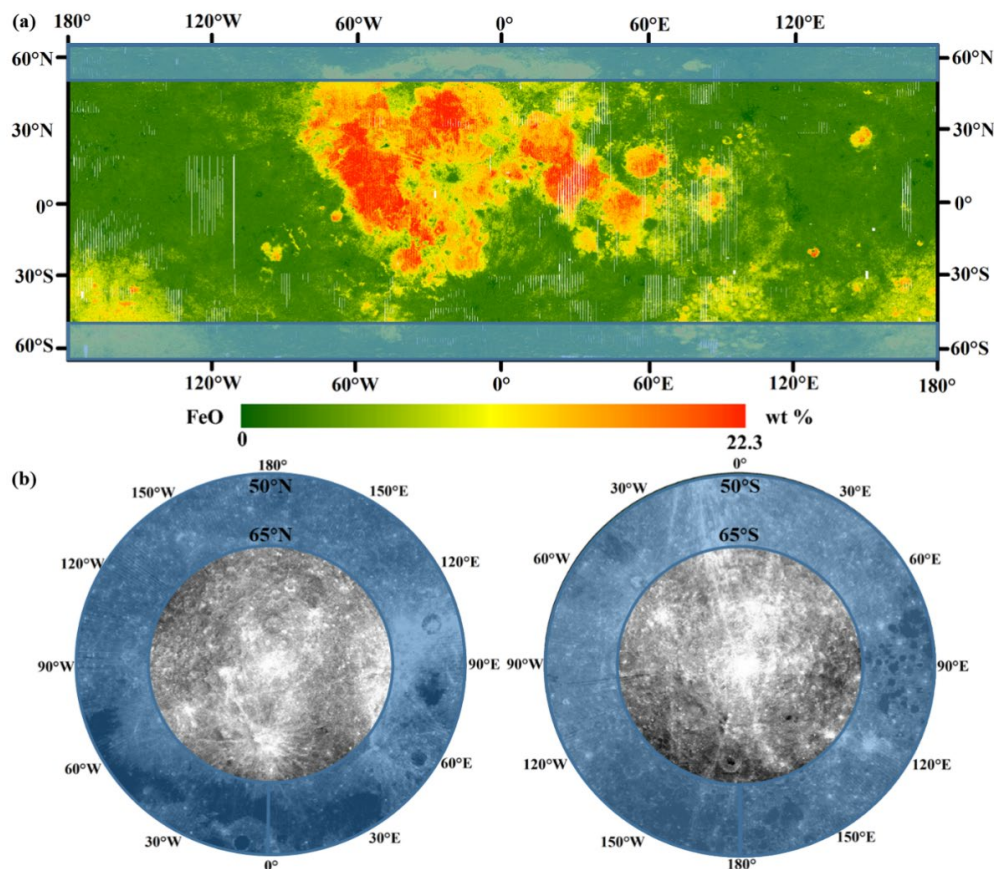 (a)
180° 120°W 60°W 0° 60°E 120°E
60°N 60°N
30°N 30°N
0° 0°
30°S 30°S
60°S 60°S
120°W 60°W 0° 60°E 120°E 180°
FeO wt %
0 22.3
(b)
180° 0°
50°N 50°S
150°W 150°E 30°W 30°E
65°N 65°S
120°W 120°E 60°W 60°E
90°W 90°E 90°W 90°E
60°W 60°E 120°W 120°E
30°W 30°E 150°W 150°E
0° 180°